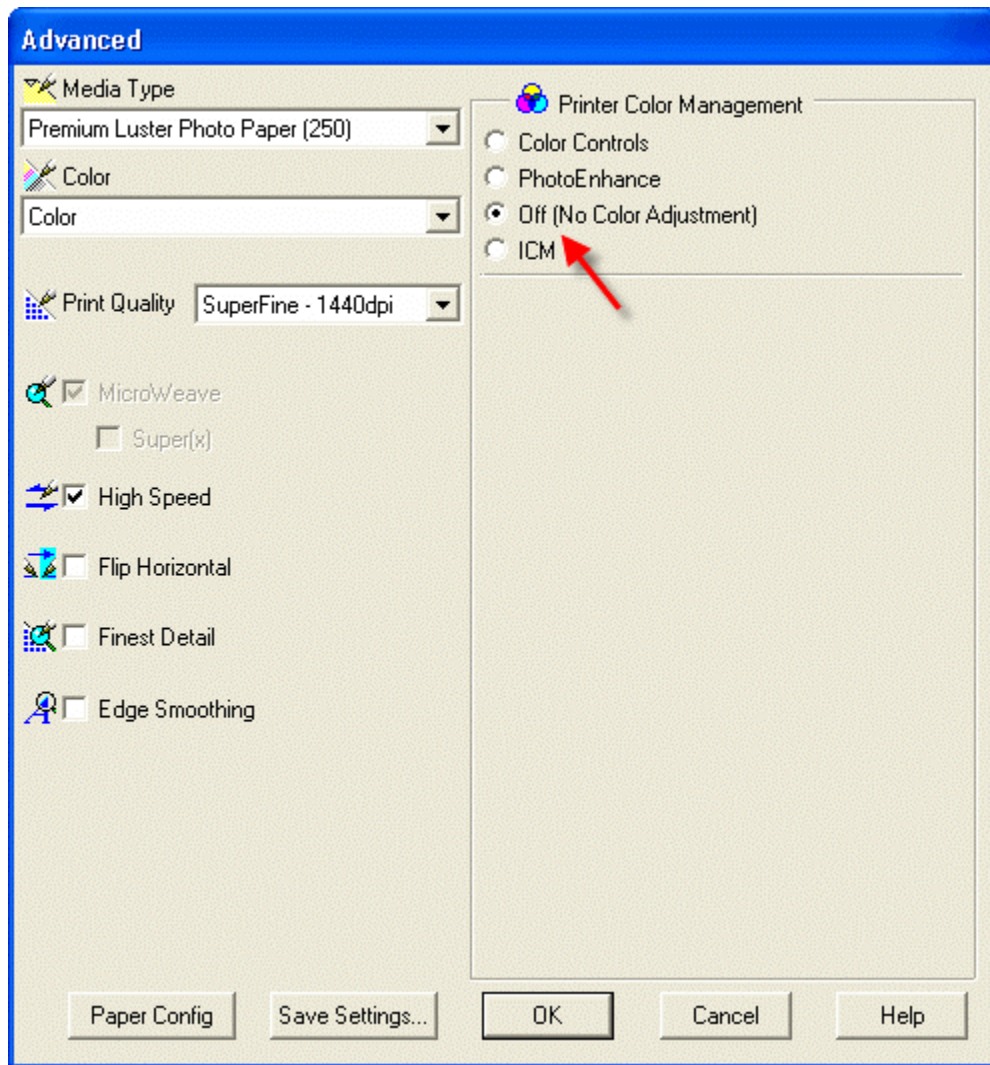 Advanced
Media Type
Premium Luster Photo Paper (250)
Color
Color
Print Quality SuperFine - 1440dpi
MicroWeave
Super(x)
High Speed
Flip Horizontal
Finest Detail
Edge Smoothing
Printer Color Management
Color Controls
PhotoEnhance
Off (No Color Adjustment)
ICM
Paper Config Save Settings... OK Cancel Help